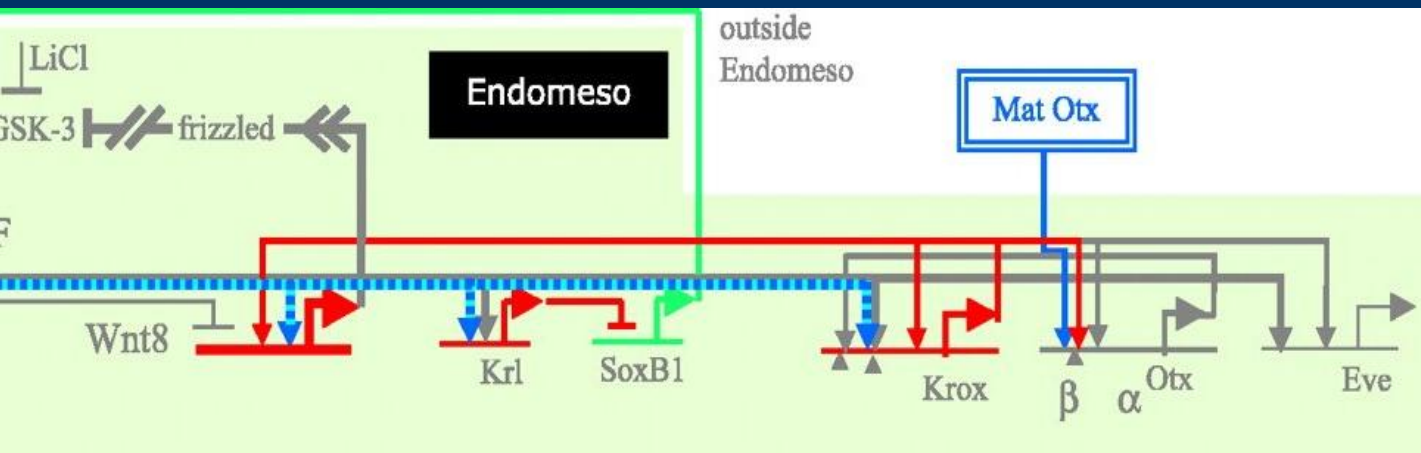 outside
Endomeso
LiCl
Endomeso
Mat Otx
GSK-3
frizzled
F
Wnt8
Krl
SoxB1
Krox
β
α
Otx
Eve